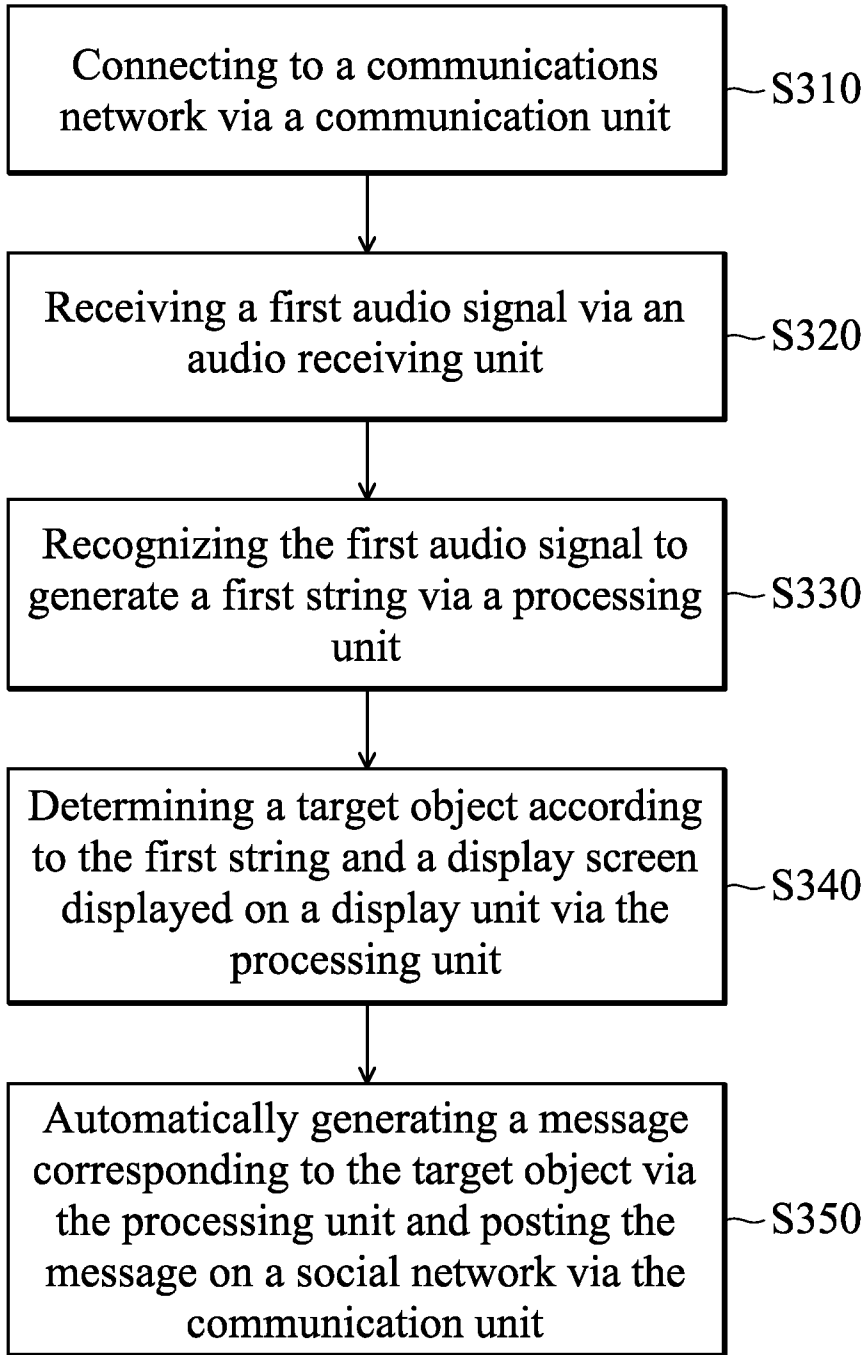 Connecting to a communications
network via a communication unit
S310
Receiving a first audio signal via an
audio receiving unit
S320
Recognizing the first audio signal to
generate a first string via a processing
unit
S330
Determining a target object according
to the first string and a display screen
displayed on a display unit via the
processing unit
S340
Automatically generating a message
corresponding to the target object via
the processing unit and posting the
message on a social network via the
communication unit
S350